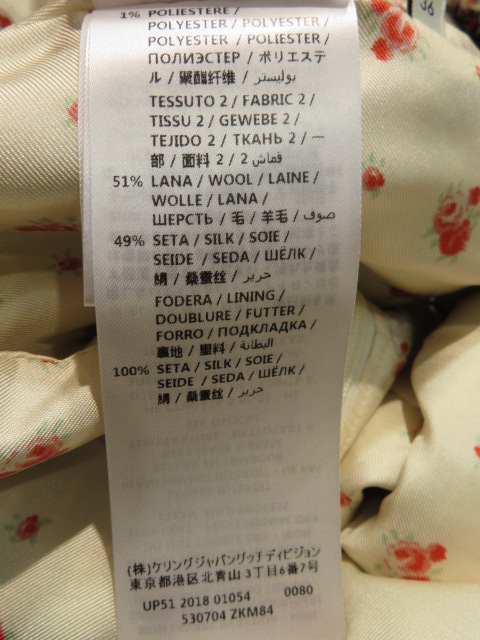 1% POLIESTERE /
POLYESTER / POLYESTER /
POLYESTER / POLIESTER /
ПОЛИЭСТЕР / ポリエステ
ル / 聚酯纤维 / بوليستر
TESSUTO 2 / FABRIC 2 /
TISSU 2 / GEWEBE 2 /
TEJIDO 2 / ТКАНЬ 2 / 一
部 / 面料 2 / 2 قماش
51% LANA / WOOL / LAINE /
WOLLE / LANA /
ШЕРСТЬ / 毛 / 羊毛 / صوف
49% SETA / SILK / SOIE /
SEIDE / SEDA / ШЁЛК /
絹 / 桑蚕丝 / حرير
FODERA / LINING /
DOUBLURE / FUTTER /
FORRO / ПОДКЛАДКА /
裏地 / 里料 / البطانة
100% SETA / SILK / SOIE /
SEIDE / SEDA / ШЁЛК /
絹 / 桑蚕丝 / حرير
(株)ケリングジャパングッチディビジョン
東京都港区北青山3丁目6番7号
UP51 2018 01054 0080
530704 ZKM84